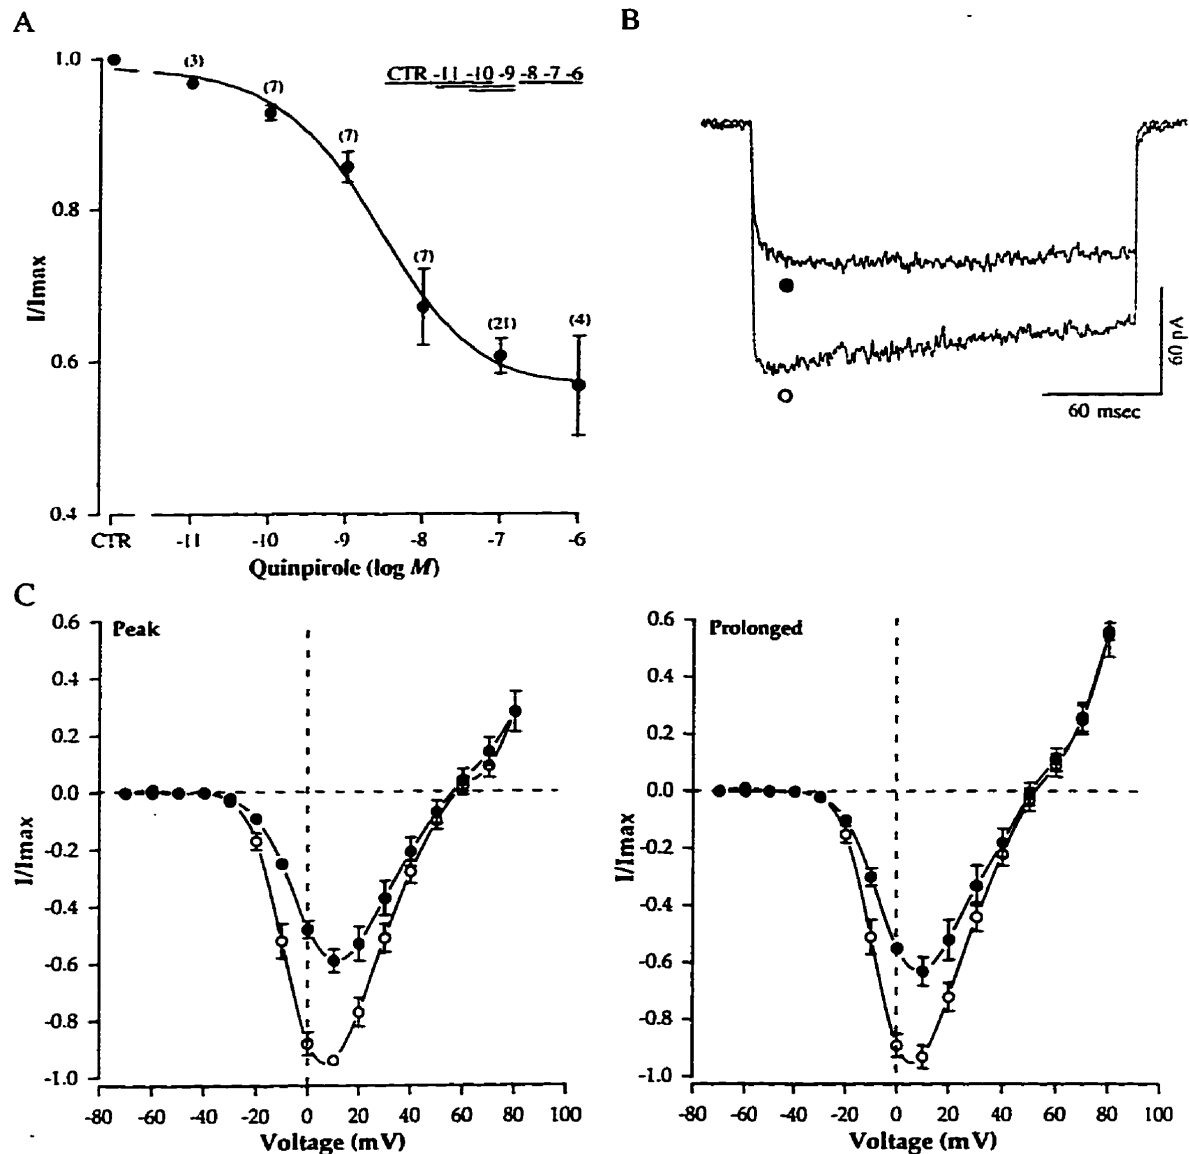 A
B
1.0
0.8
0.6
0.4
I/Imax
(3)
(7)
(7)
(7)
(21)
(4)
CTR -11 -10 -9 -8 -7 -6
CTR -11 -10 -9 -8 -7 -6
Quinpirole (log M)
60 pA
60 msec
C
Peak
0.6
0.4
0.2
0.0
-0.2
-0.4
-0.6
-0.8
-1.0
I/Imax
-80 -60 -40 -20 0 20 40 60 80 100
Voltage (mV)
Prolonged
0.6
0.4
0.2
0.0
-0.2
-0.4
-0.6
-0.8
-1.0
I/Imax
-80 -60 -40 -20 0 20 40 60 80 100
Voltage (mV)